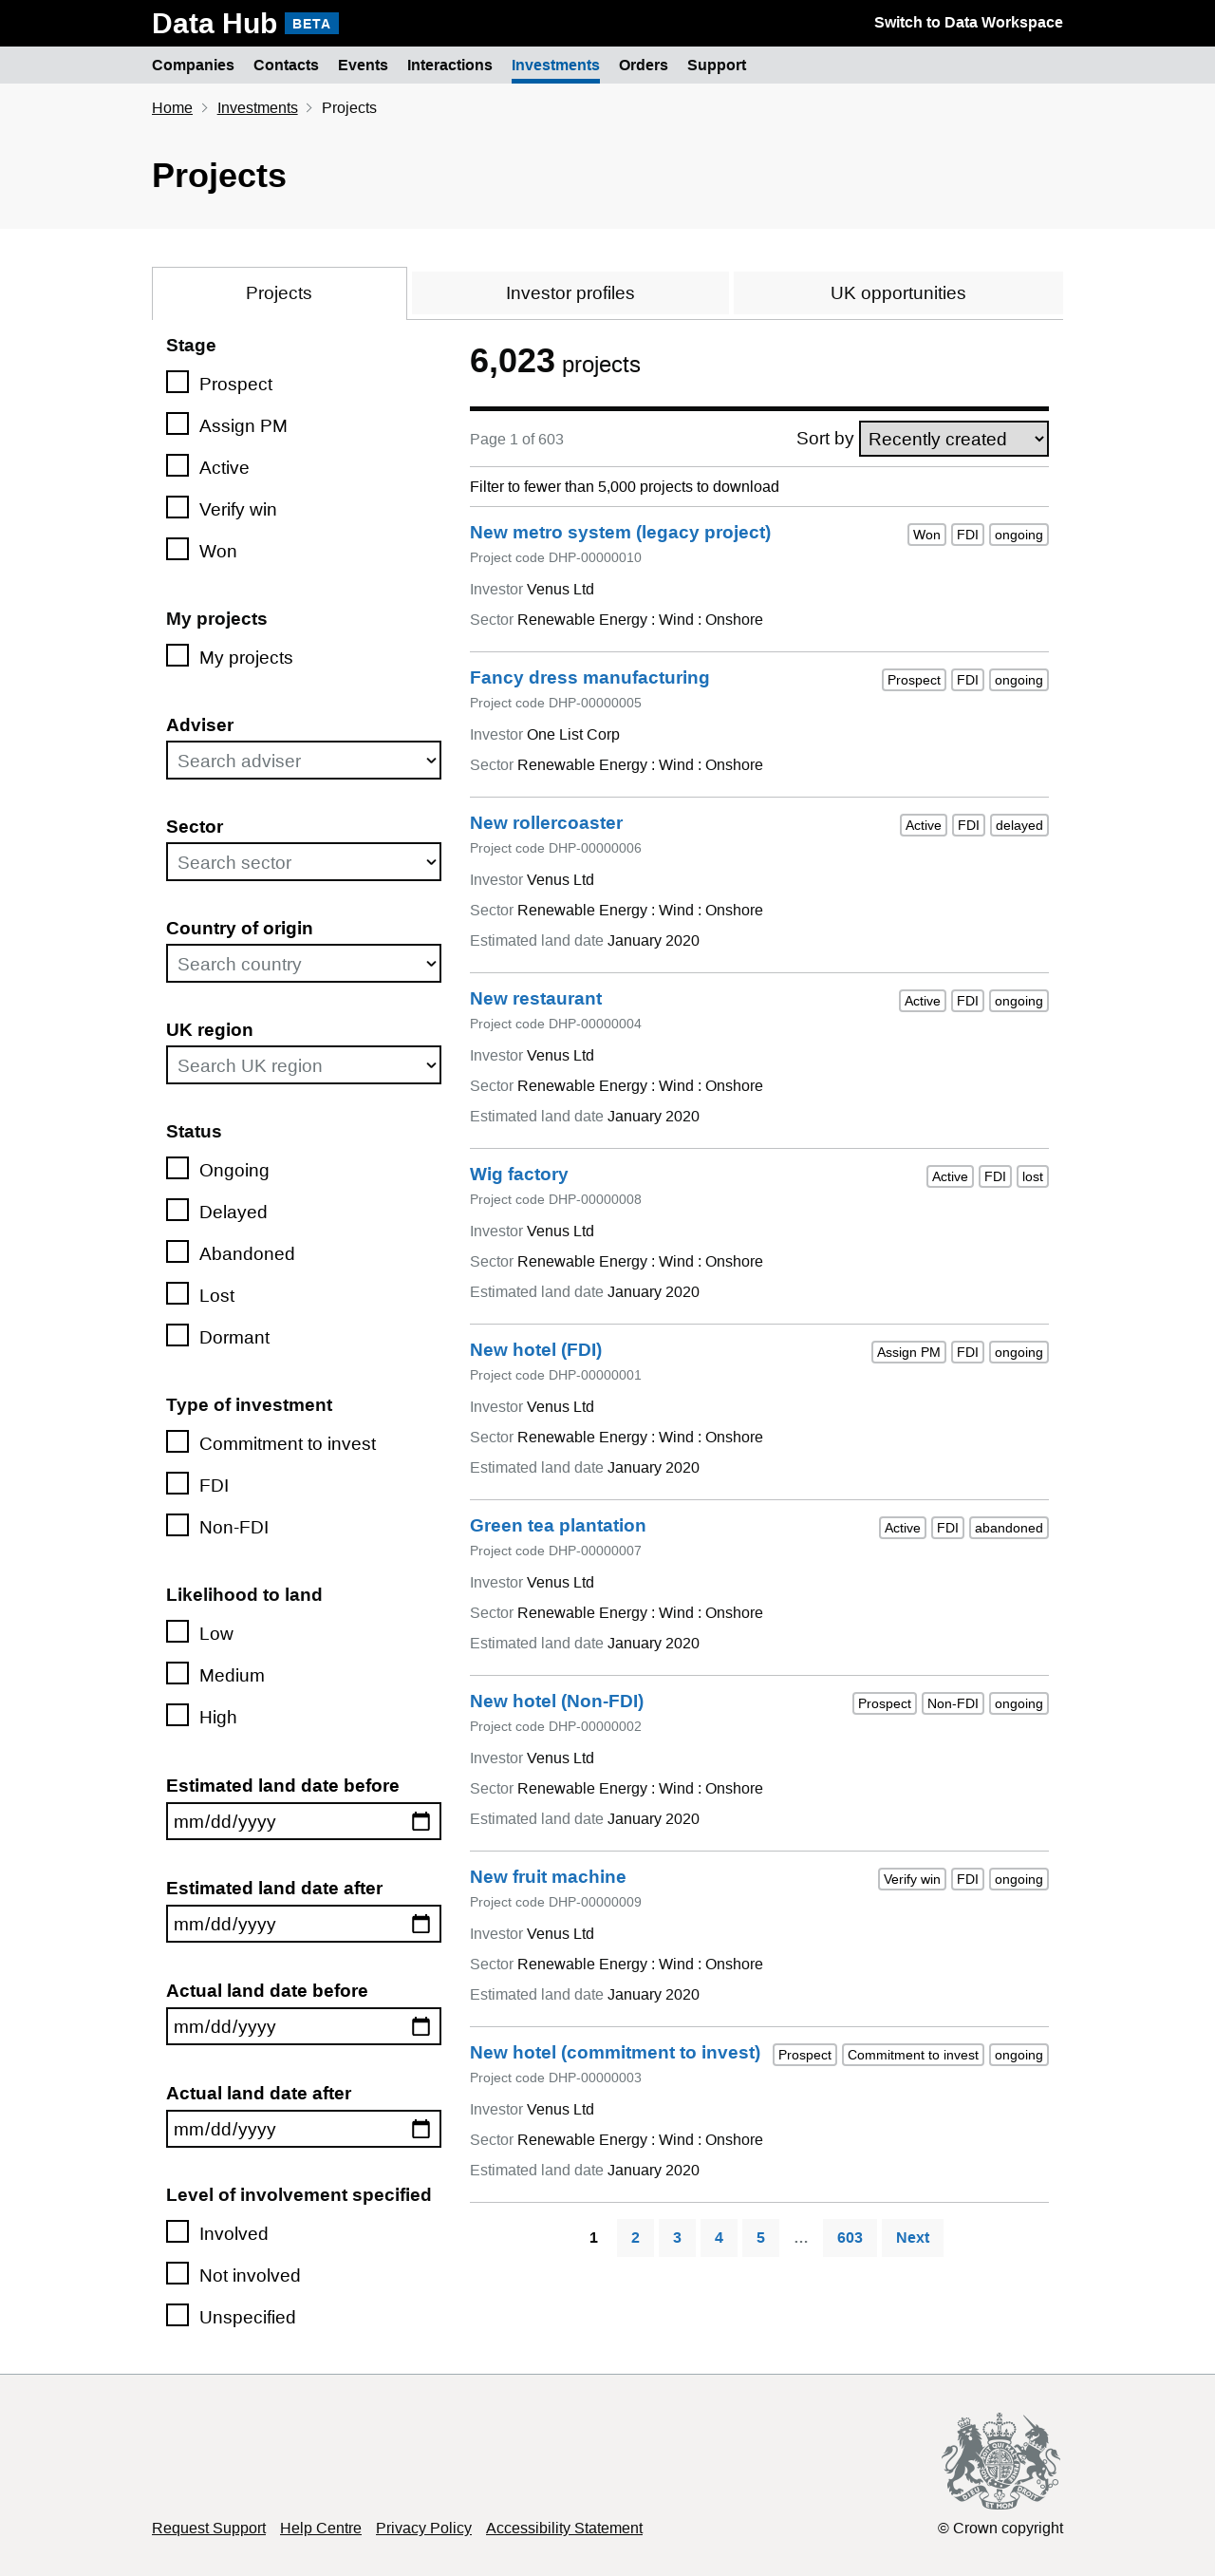 Data Hub BETA
Switch to Data Workspace
Companies Contacts Events Interactions Investments Orders Support
Home Investments Projects
Projects
Projects Investor profiles UK opportunities
Stage
Prospect
Assign PM
Active
Verify win
Won
My projects
My projects
Adviser
Search adviser
Sector
Search sector
Country of origin
Search country
UK region
Search UK region
Status
Ongoing
Delayed
Abandoned
Lost
Dormant
Type of investment
Commitment to invest
FDI
Non-FDI
Likelihood to land
Low
Medium
High
Estimated land date before
mm/dd/yyyy
Estimated land date after
mm/dd/yyyy
Actual land date before
mm/dd/yyyy
Actual land date after
mm/dd/yyyy
Level of involvement specified
Involved
Not involved
Unspecified
6,023 projects
Page 1 of 603
Sort by Recently created
Filter to fewer than 5,000 projects to download
New metro system (legacy project) Won FDI ongoing
Project code DHP-00000010
Investor Venus Ltd
Sector Renewable Energy : Wind : Onshore
Fancy dress manufacturing Prospect FDI ongoing
Project code DHP-00000005
Investor One List Corp
Sector Renewable Energy : Wind : Onshore
New rollercoaster Active FDI delayed
Project code DHP-00000006
Investor Venus Ltd
Sector Renewable Energy : Wind : Onshore
Estimated land date January 2020
New restaurant Active FDI ongoing
Project code DHP-00000004
Investor Venus Ltd
Sector Renewable Energy : Wind : Onshore
Estimated land date January 2020
Wig factory Active FDI lost
Project code DHP-00000008
Investor Venus Ltd
Sector Renewable Energy : Wind : Onshore
Estimated land date January 2020
New hotel (FDI) Assign PM FDI ongoing
Project code DHP-00000001
Investor Venus Ltd
Sector Renewable Energy : Wind : Onshore
Estimated land date January 2020
Green tea plantation Active FDI abandoned
Project code DHP-00000007
Investor Venus Ltd
Sector Renewable Energy : Wind : Onshore
Estimated land date January 2020
New hotel (Non-FDI) Prospect Non-FDI ongoing
Project code DHP-00000002
Investor Venus Ltd
Sector Renewable Energy : Wind : Onshore
Estimated land date January 2020
New fruit machine Verify win FDI ongoing
Project code DHP-00000009
Investor Venus Ltd
Sector Renewable Energy : Wind : Onshore
Estimated land date January 2020
New hotel (commitment to invest) Prospect Commitment to invest ongoing
Project code DHP-00000003
Investor Venus Ltd
Sector Renewable Energy : Wind : Onshore
Estimated land date January 2020
1 2 3 4 5 … 603 Next
Request Support Help Centre Privacy Policy Accessibility Statement
© Crown copyright